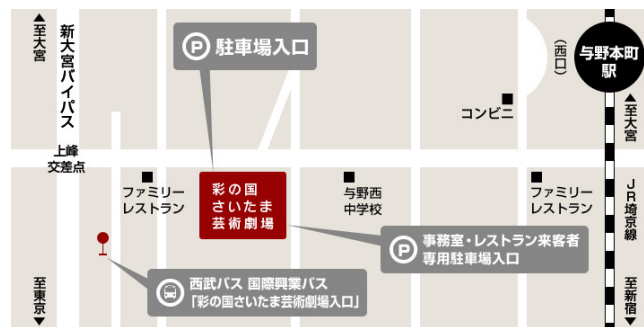 ▲至大宮
新大宮バイパス
上峰
交差点
至東京▼
P 駐車場入口
ファミリー
レストラン
彩の国
さいたま
芸術劇場
西武バス 国際興業バス
「彩の国さいたま芸術劇場入口」
与野西
中学校
コンビニ
(西口)
与野本町
駅
▲至大宮
JR埼京線
至新宿▼
ファミリー
レストラン
P 事務室・レストラン来客者
専用駐車場入口